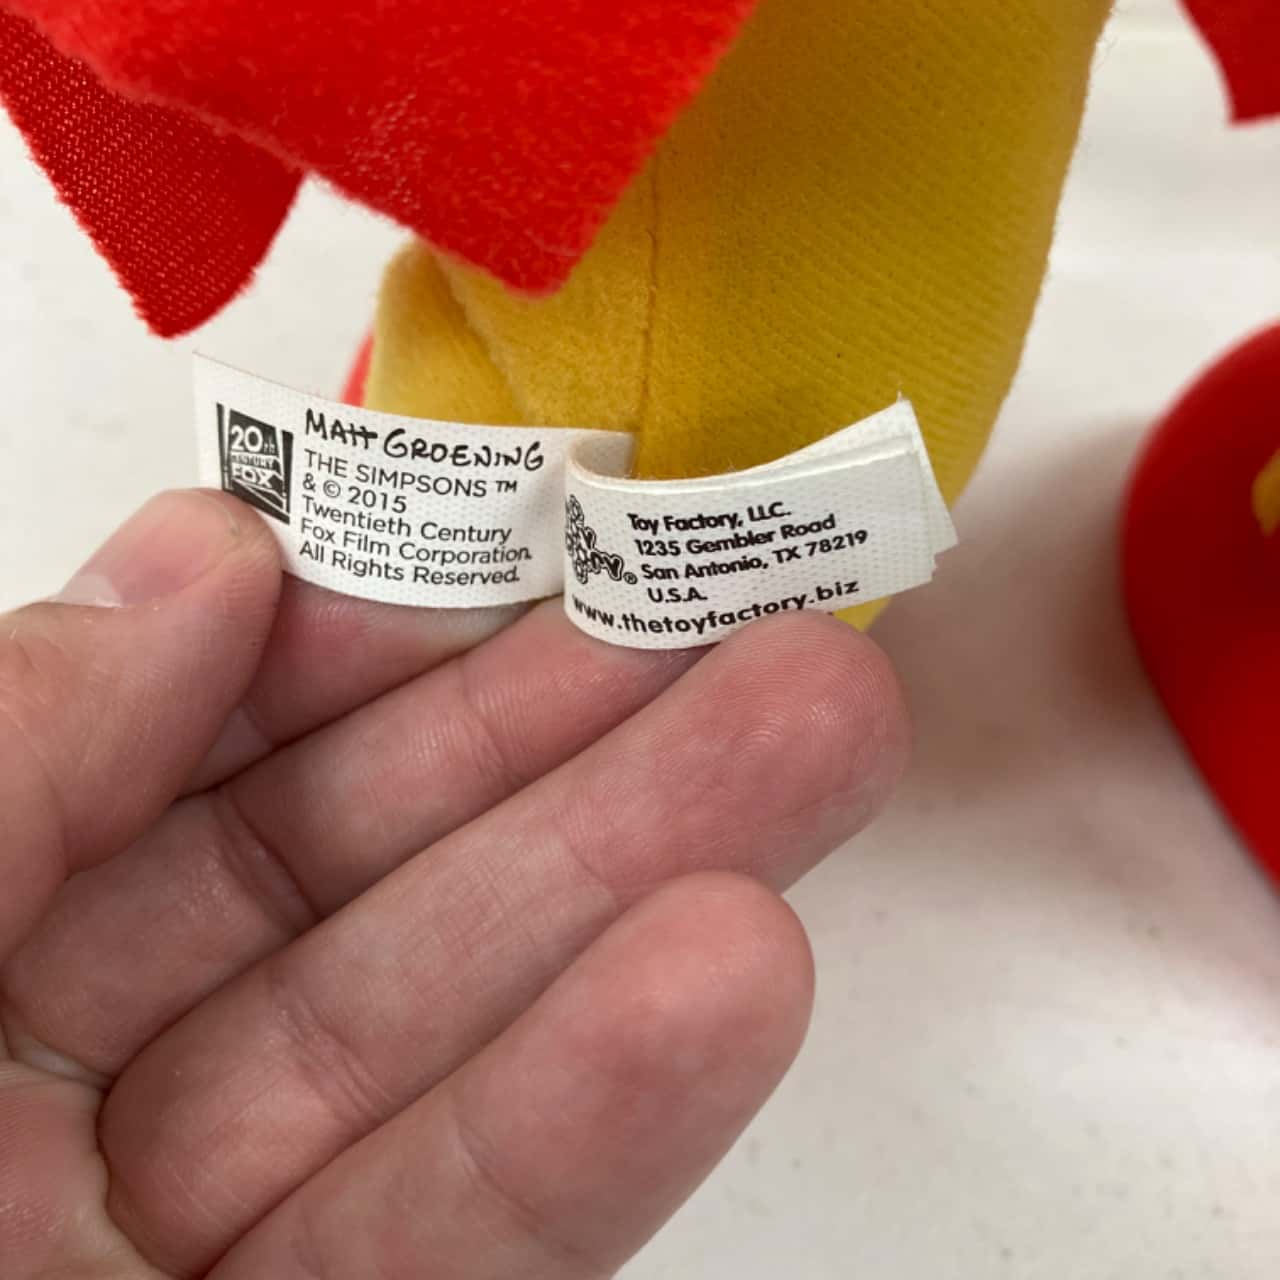 20th
CENTURY
FOX
MATT GROENING
THE SIMPSONS ™
& © 2015
Twentieth Century
Fox Film Corporation.
All Rights Reserved.
Toy Factory, LLC.
1235 Gembler Road
San Antonio, TX 78219
U.S.A.
www.thetoyfactory.biz